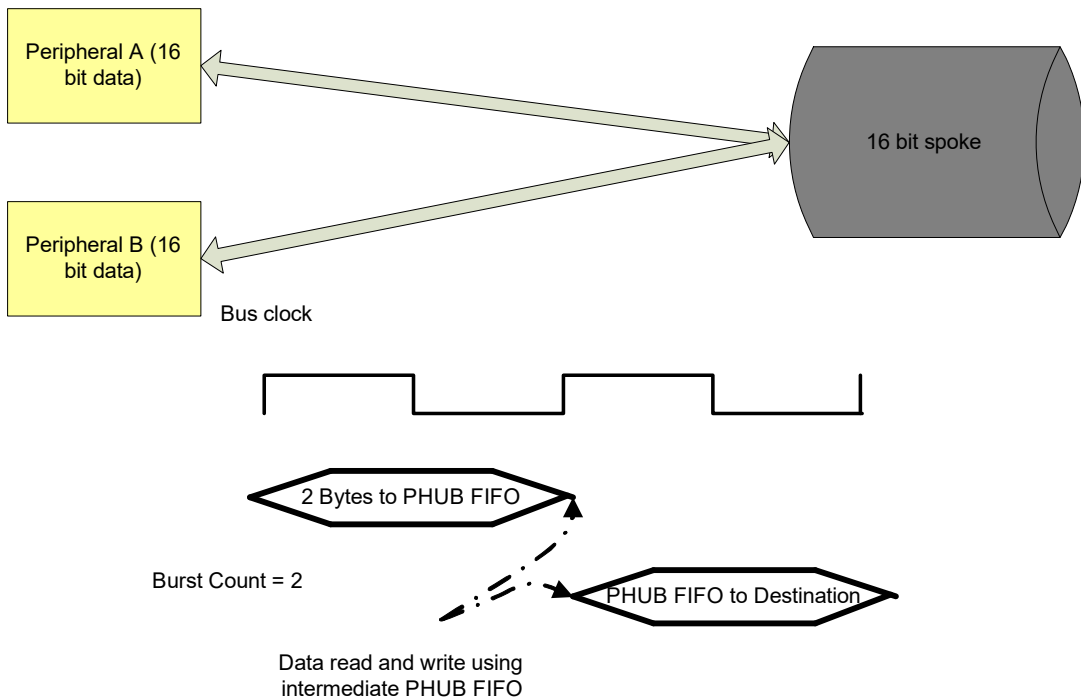 Peripheral A (16
bit data)
16 bit spoke
Peripheral B (16
bit data)
Bus clock
2 Bytes to PHUB FIFO
Burst Count = 2
PHUB FIFO to Destination
Data read and write using
intermediate PHUB FIFO